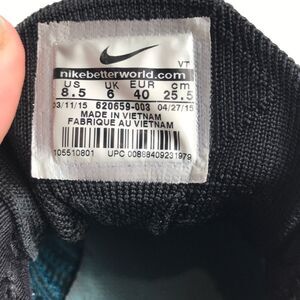 VT
nikebetterworld.com
US UK EUR cm
8.5 6 40 25.5
03/11/15 620659-003 04/27/15
MADE IN VIETNAM
FABRIQUE AU VIETNAM
105510801 UPC 00888409231979